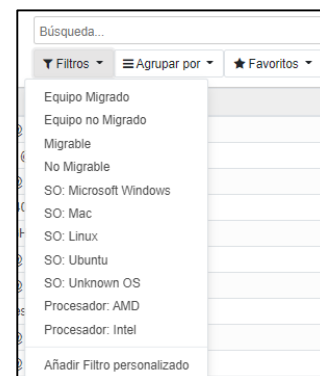 Búsqueda...
Filtros Agrupar por Favoritos
Equipo Migrado
Equipo no Migrado
Migrable
No Migrable
SO: Microsoft Windows
SO: Mac
SO: Linux
SO: Ubuntu
SO: Unknown OS
Procesador: AMD
Procesador: Intel
Añadir Filtro personalizado